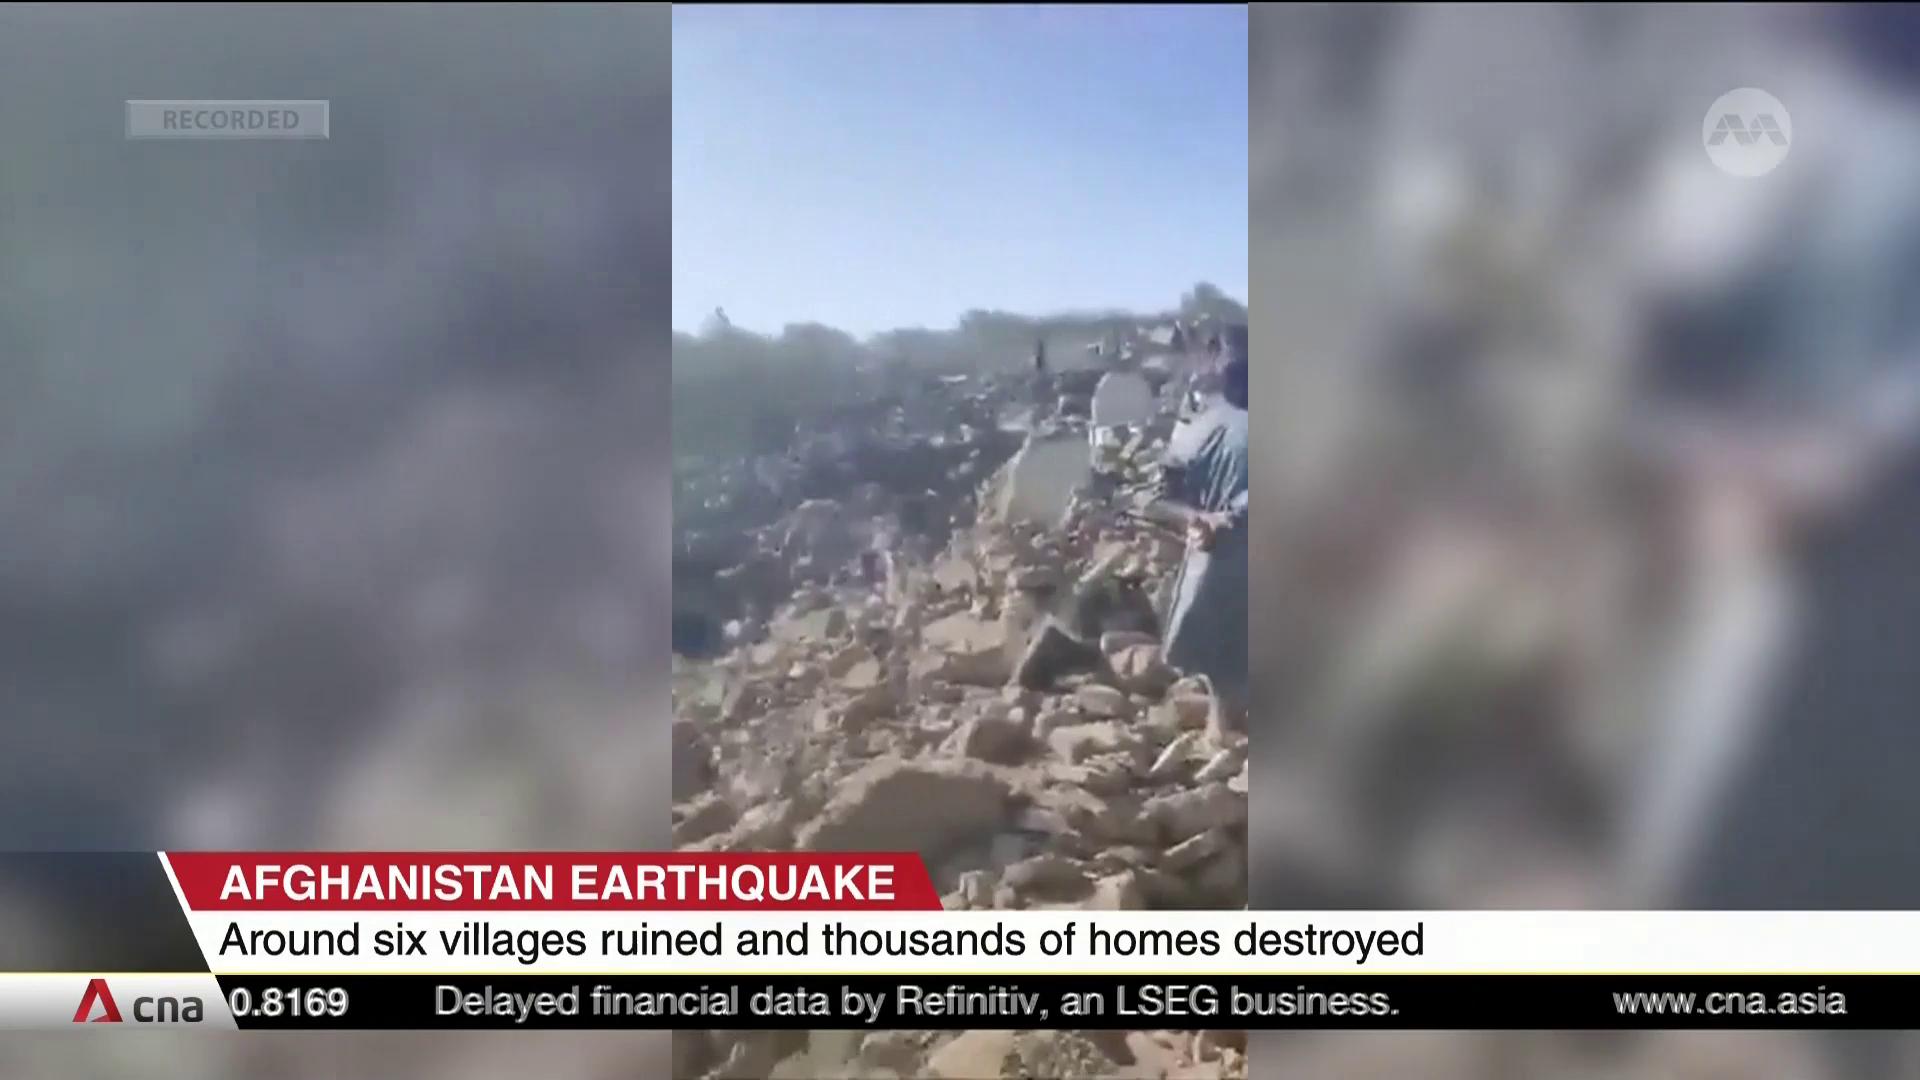 RECORDED
AFGHANISTAN EARTHQUAKE
Around six villages ruined and thousands of homes destroyed
cna
0.8169 Delayed financial data by Refinitiv, an LSEG business. www.cna.asia